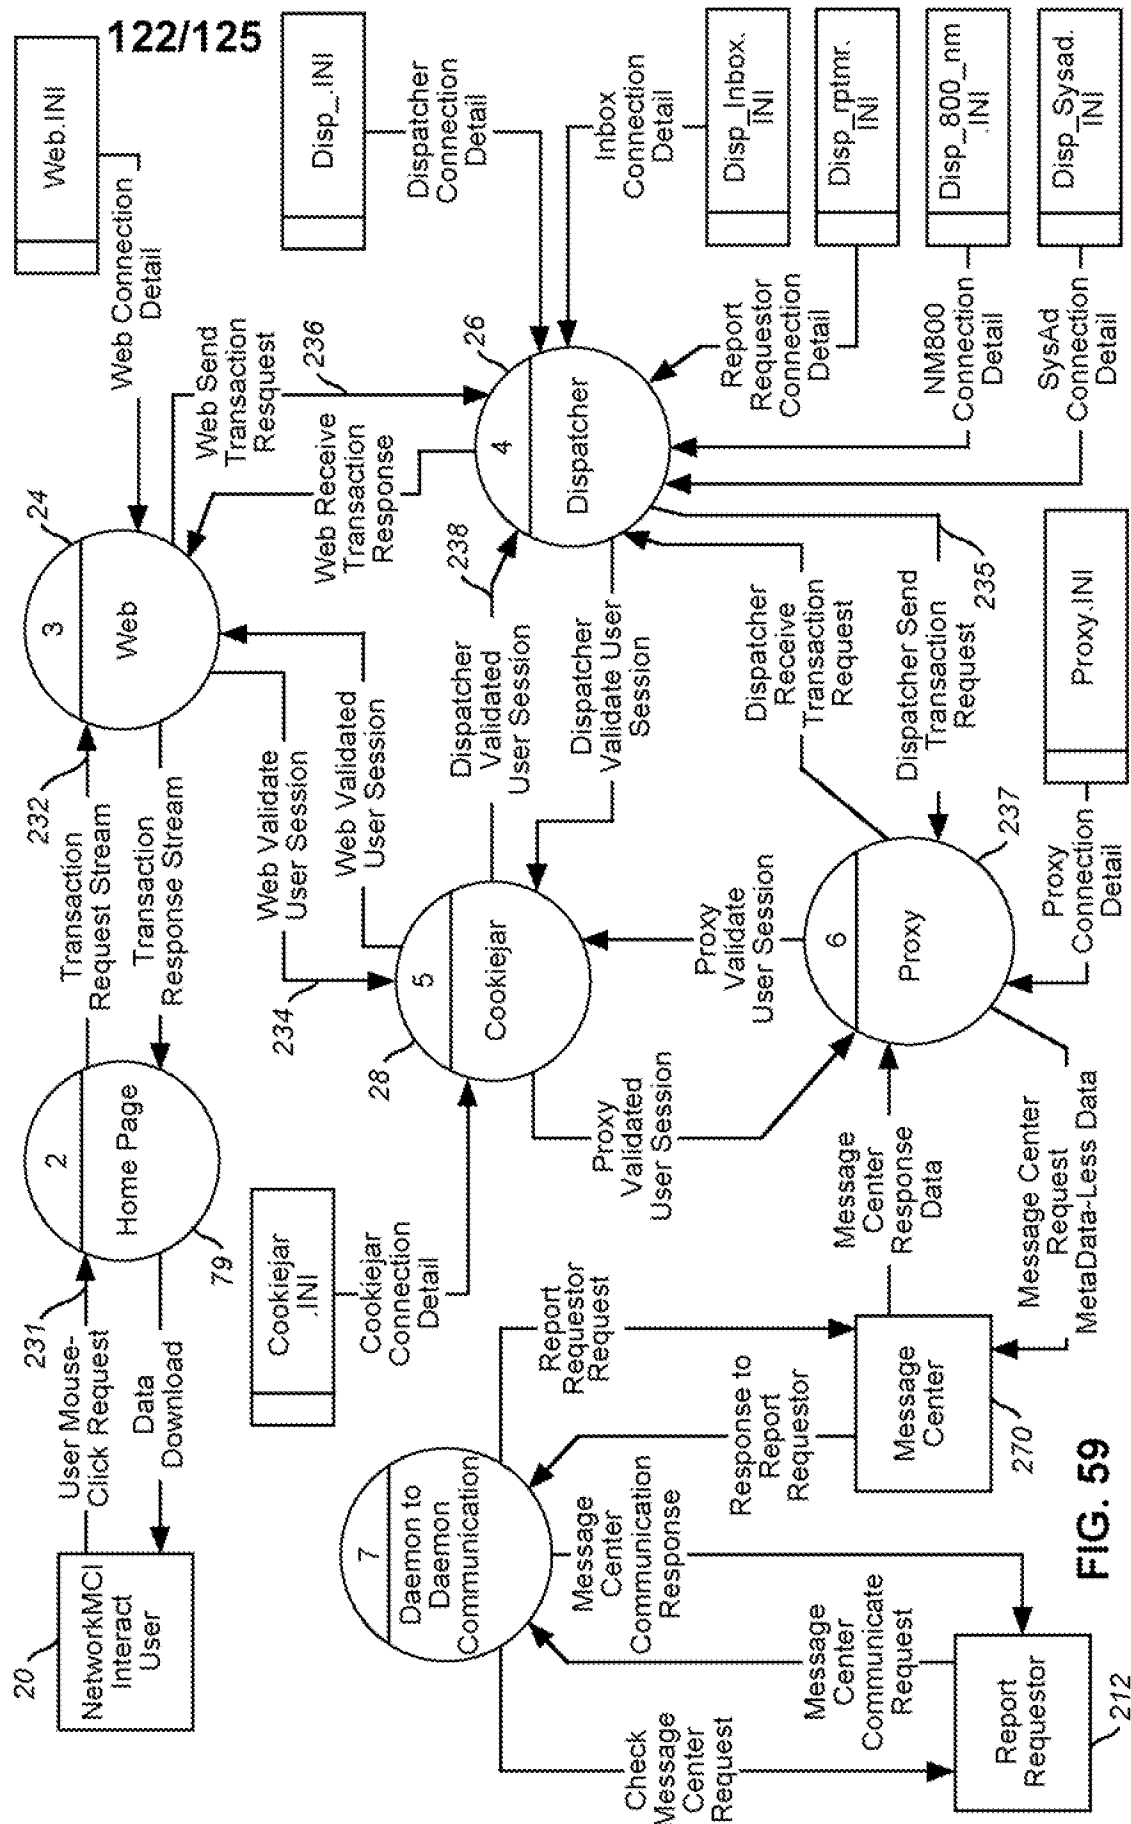 122/125
20
NetworkMCI
Interact
User
User Mouse-
Click Request
231
Data
Download
2
Home Page
79
Transaction
Request Stream
232
Transaction
Response Stream
3
Web
24
Web Connection
Detail
Web.INI
Web Validate
User Session
234
Web Validated
User Session
Web Send
Transaction
Resquest
236
Web Receive
Transaction
Response
Disp_.INI
Dispatcher
Connection
Detail
Cookiejar
.INI
Cookiejar
Connection
Detail
28
5
Cookiejar
Dispatcher
Validated
User Session
238
Dispatcher
Validate User
Session
26
4
Dispatcher
Inbox
Connection
Detail
Disp_Inbox.
INI
Report
Requestor
Connection
Detail
Disp_rptmr.
INI
NM800
Connection
Detail
Disp_800_nm
.INI
SysAd
Connection
Detail
Disp_Sysad.
INI
7
Daemon to
Daemon
Communication
Report
Requestor
Request
Response to
Report
Requestor
Message
Center
Communication
Response
Message
Center
Communicate
Request
Check
Message
Center
Request
Report
Requestor
212
Message
Center
270
Proxy
Validated
User Session
Proxy
Validate
User Session
Message
Center
Response
Data
Message Center
Request
MetaData-Less Data
6
Proxy
237
Dispatcher
Receive
Transaction
Request
Dispatcher Send
Transaction
Request
235
Proxy
Connection
Detail
Proxy.INI
FIG. 59